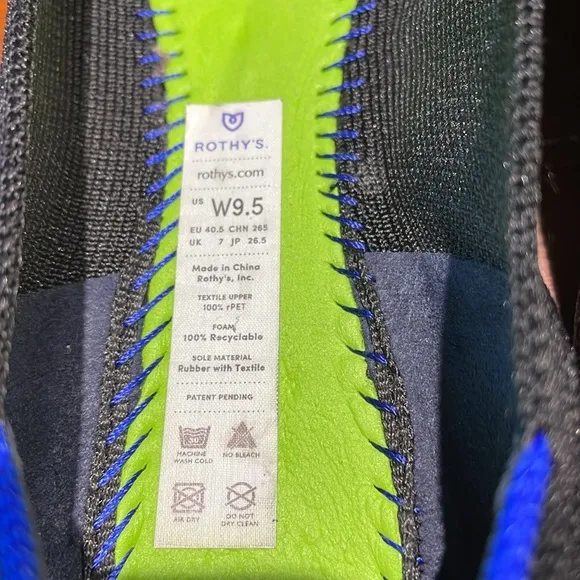 ROTHY'S.
rothys.com
US W9.5
EU 40.5 CHN 265
UK 7 JP 26.5
Made in China
Rothy's, Inc.
TEXTILE UPPER
100% rPET
FOAM
100% Recyclable
SOLE MATERIAL
Rubber with Textile
PATENT PENDING
30°
MACHINE WASH COLD
NO BLEACH
AIR DRY
DO NOT DRY CLEAN